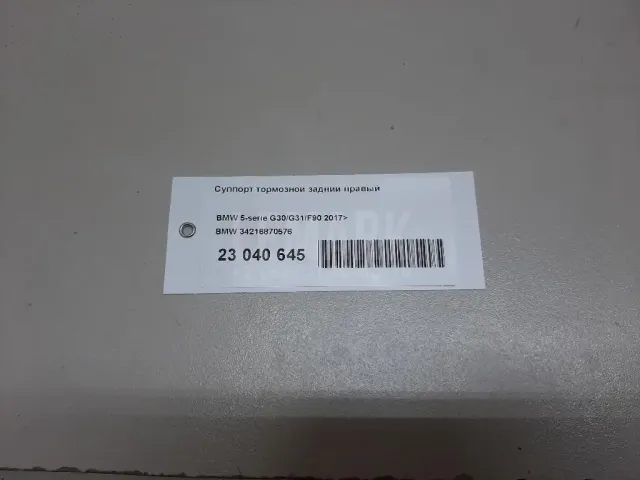 Суппорт тормозной задний правый
BMW 5-serie G30/G31/F90 2017>
BMW 34216870576
23 040 645